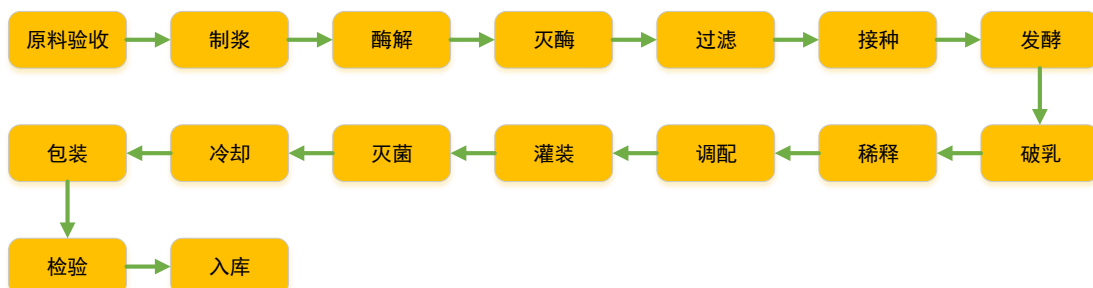 原料验收 制浆 酶解 灭酶 过滤 接种 发酵
包装 冷却 灭菌 灌装 调配 稀释 破乳
检验 入库